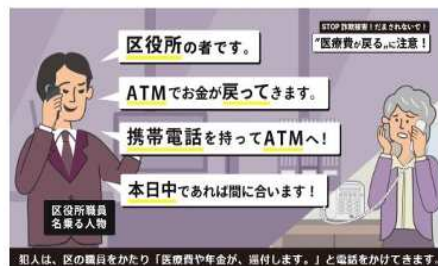 STOP 詐欺被害！だまされないで！
"医療費が戻る"に注意！
区役所の者です。
ATMでお金が戻ってきます。
携帯電話を持ってATMへ！
本日中であれば間に合います！
区役所職員
名乗る人物
犯人は、区の職員をかたり「医療費や年金が、還付します。」と電話をかけてきます。